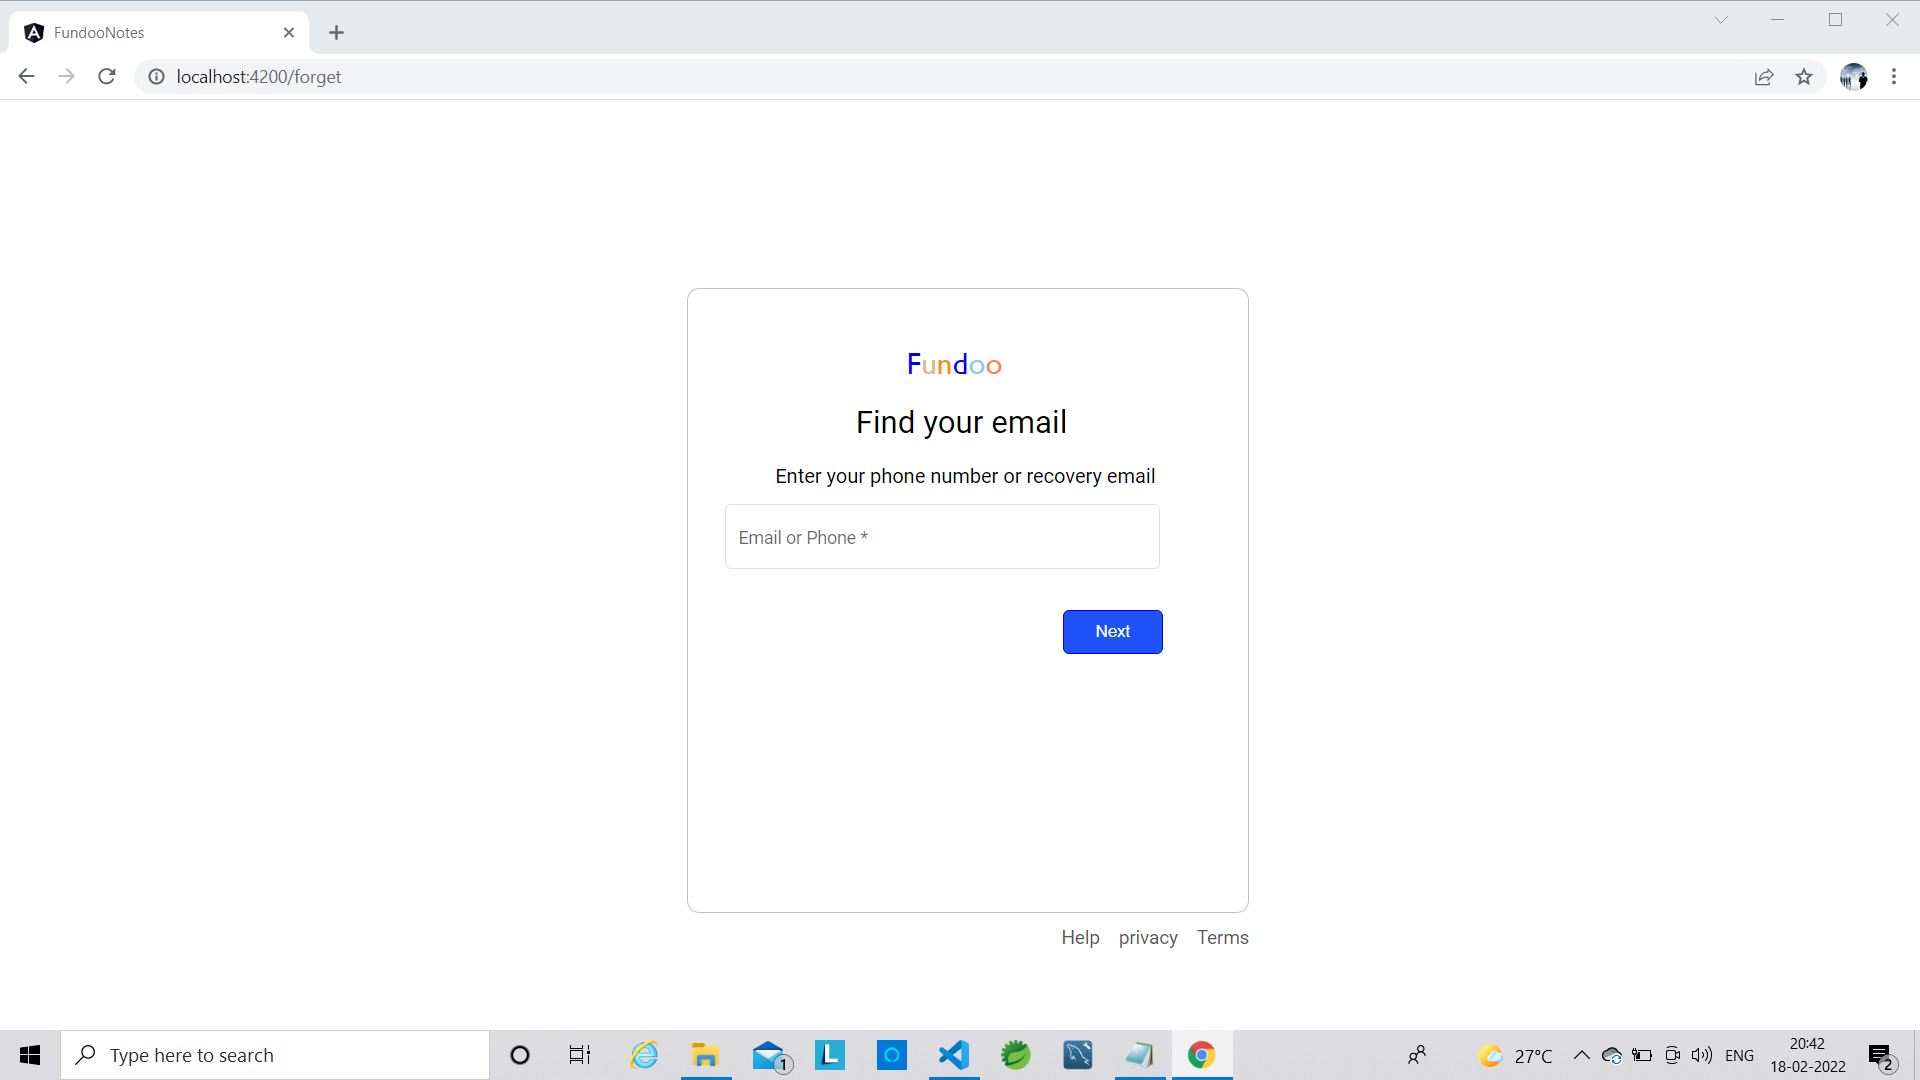 FundooNotes
localhost:4200/forget
Fundoo
Find your email
Enter your phone number or recovery email
Email or Phone *
Next
Help privacy Terms
Type here to search
1
L
27°C
ENG
20:42
18-02-2022
2